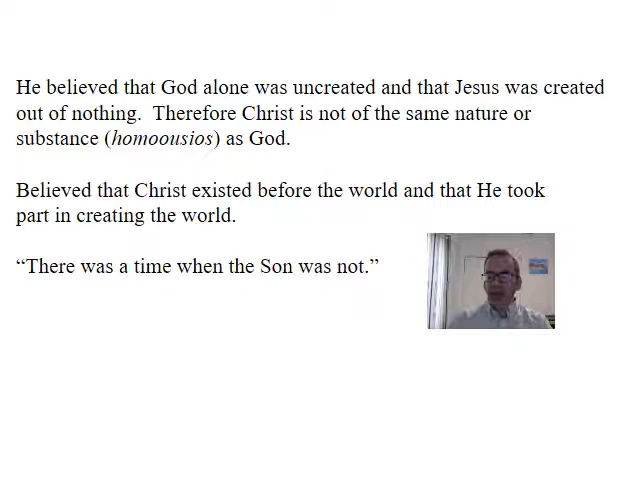 He believed that God alone was uncreated and that Jesus was created
out of nothing.  Therefore Christ is not of the same nature or
substance (homoousios) as God.
Believed that Christ existed before the world and that He took
part in creating the world.
“There was a time when the Son was not.”